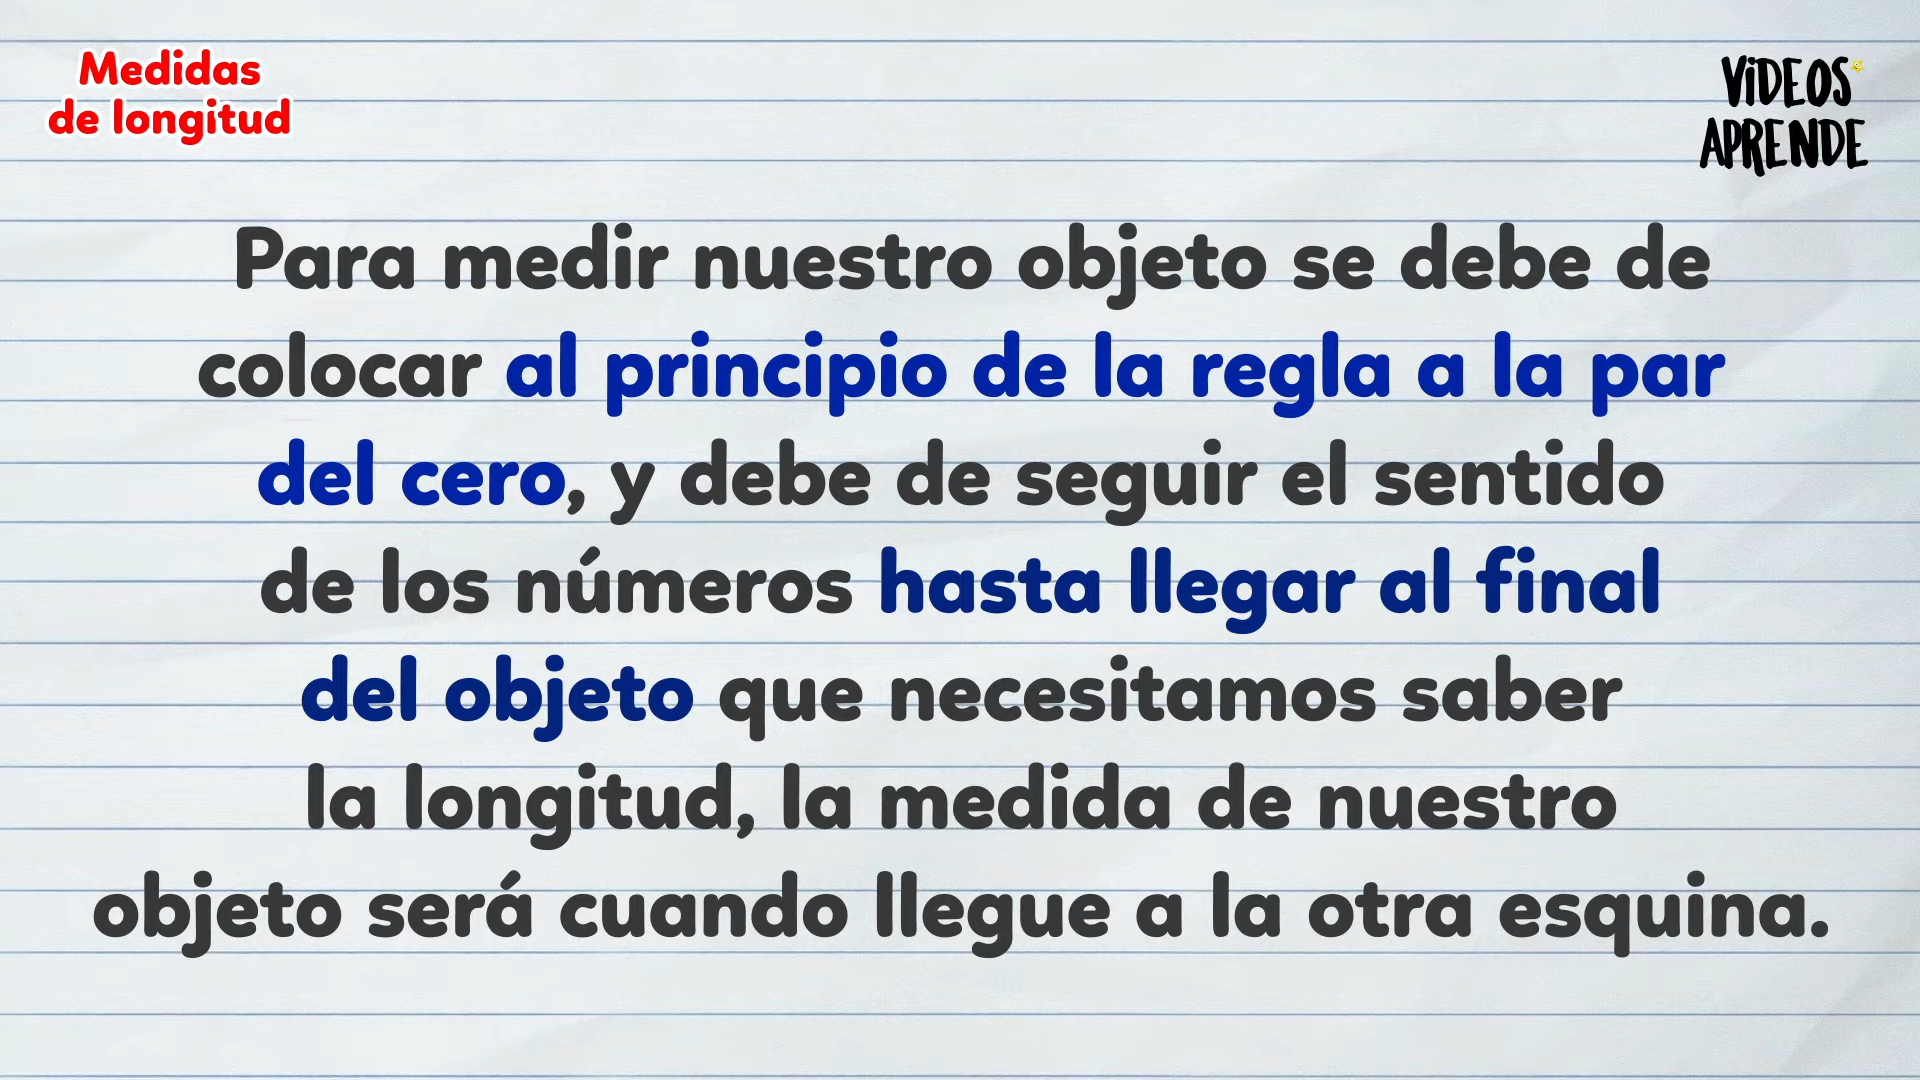 Medidas
de longitud
VIDEOS
APRENDE
Para medir nuestro objeto se debe de
colocar al principio de la regla a la par
del cero, y debe de seguir el sentido
de los números hasta llegar al final
del objeto que necesitamos saber
la longitud, la medida de nuestro
objeto será cuando llegue a la otra esquina.